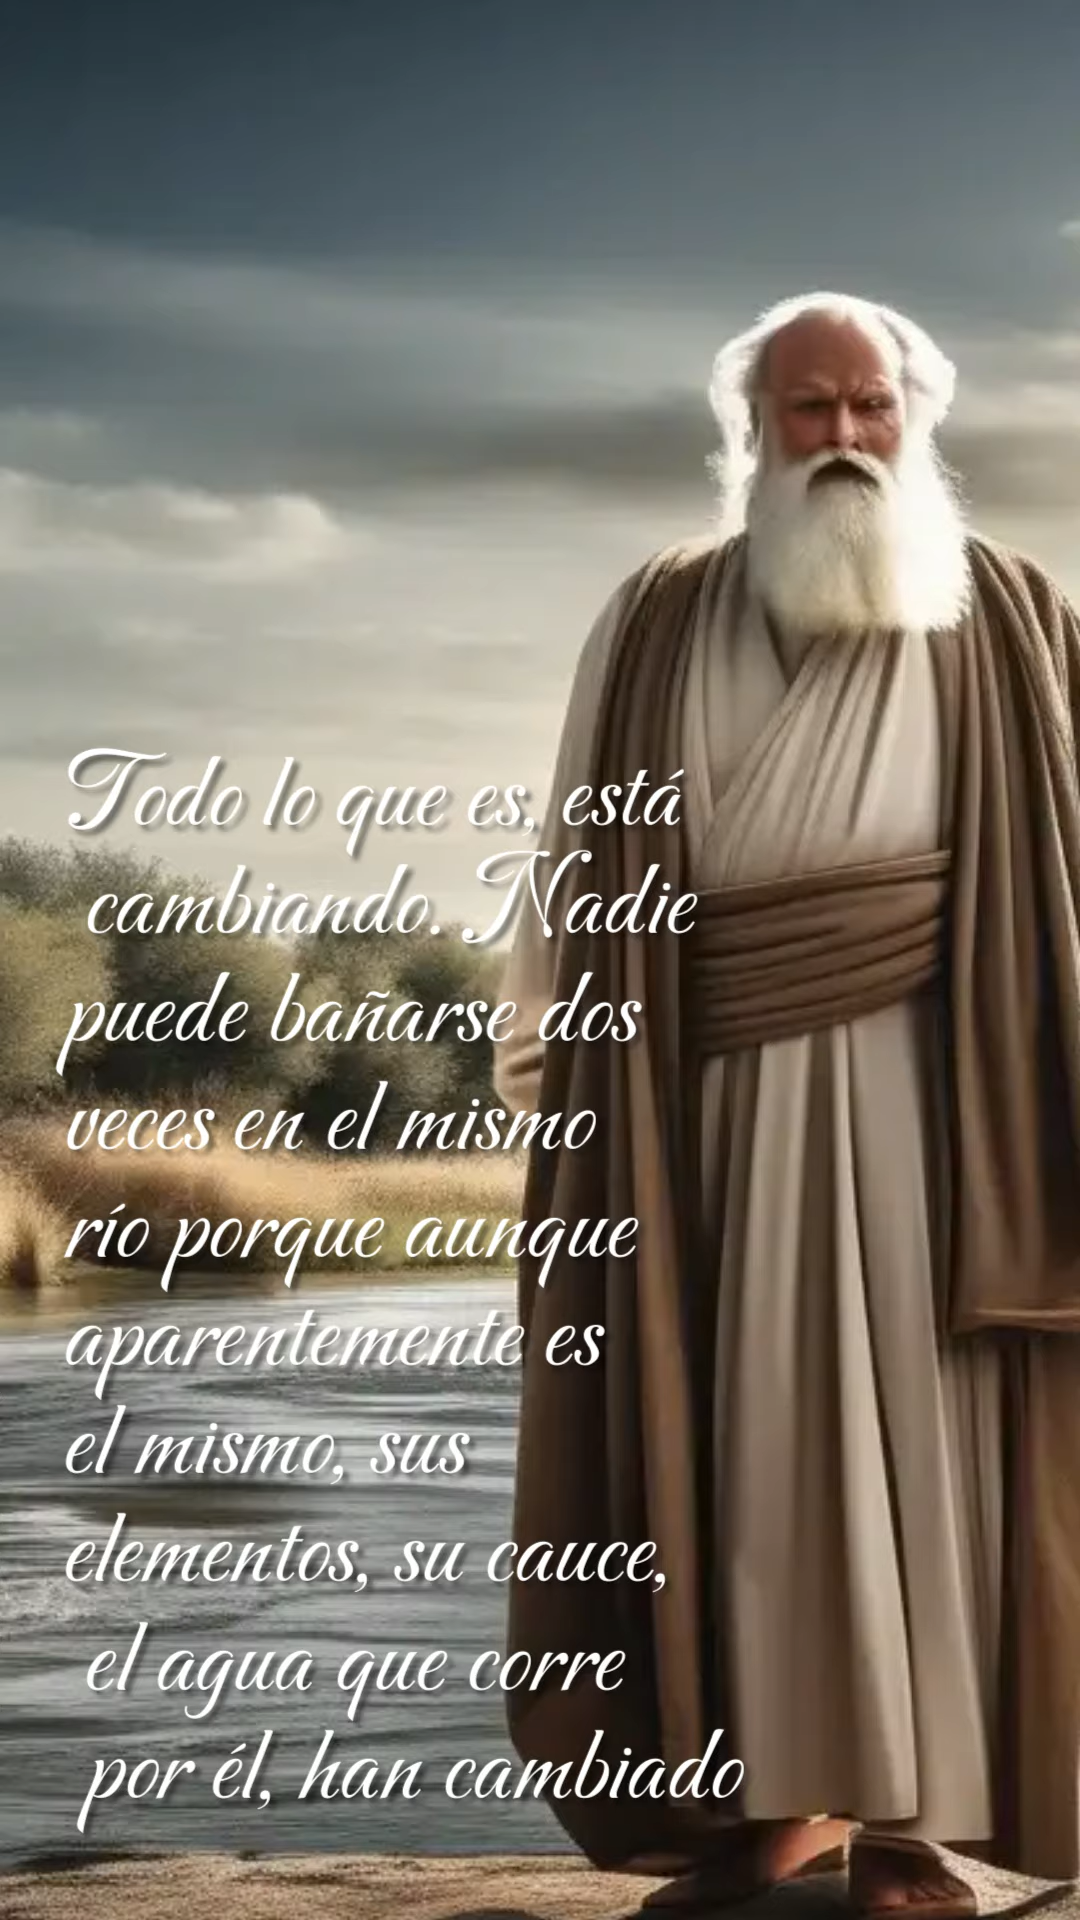 Todo lo que es, está
cambiando. Nadie
puede bañarse dos
veces en el mismo
río porque aunque
aparentemente es
el mismo, sus
elementos, su cauce,
el agua que corre
por él, han cambiado